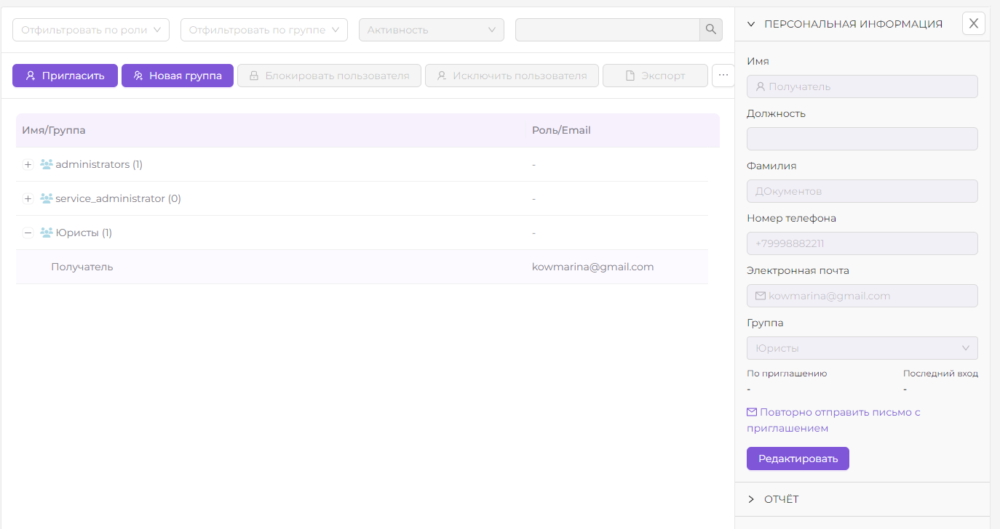 Отфильтровать по роли
Отфильтровать по группе
Активность
Пригласить
Новая группа
Блокировать пользователя
Исключить пользователя
Экспорт
...
Имя/Группа
Роль/Email
administrators (1)
-
service_administrator (0)
-
Юристы (1)
-
Получатель
kowmarina@gmail.com
ПЕРСОНАЛЬНАЯ ИНФОРМАЦИЯ
X
Имя
Получатель
Должность
Фамилия
ДОкументов
Номер телефона
+79998882211
Электронная почта
kowmarina@gmail.com
Группа
Юристы
По приглашению
Последний вход
-
-
Повторно отправить письмо с
приглашением
Редактировать
ОТЧЁТ